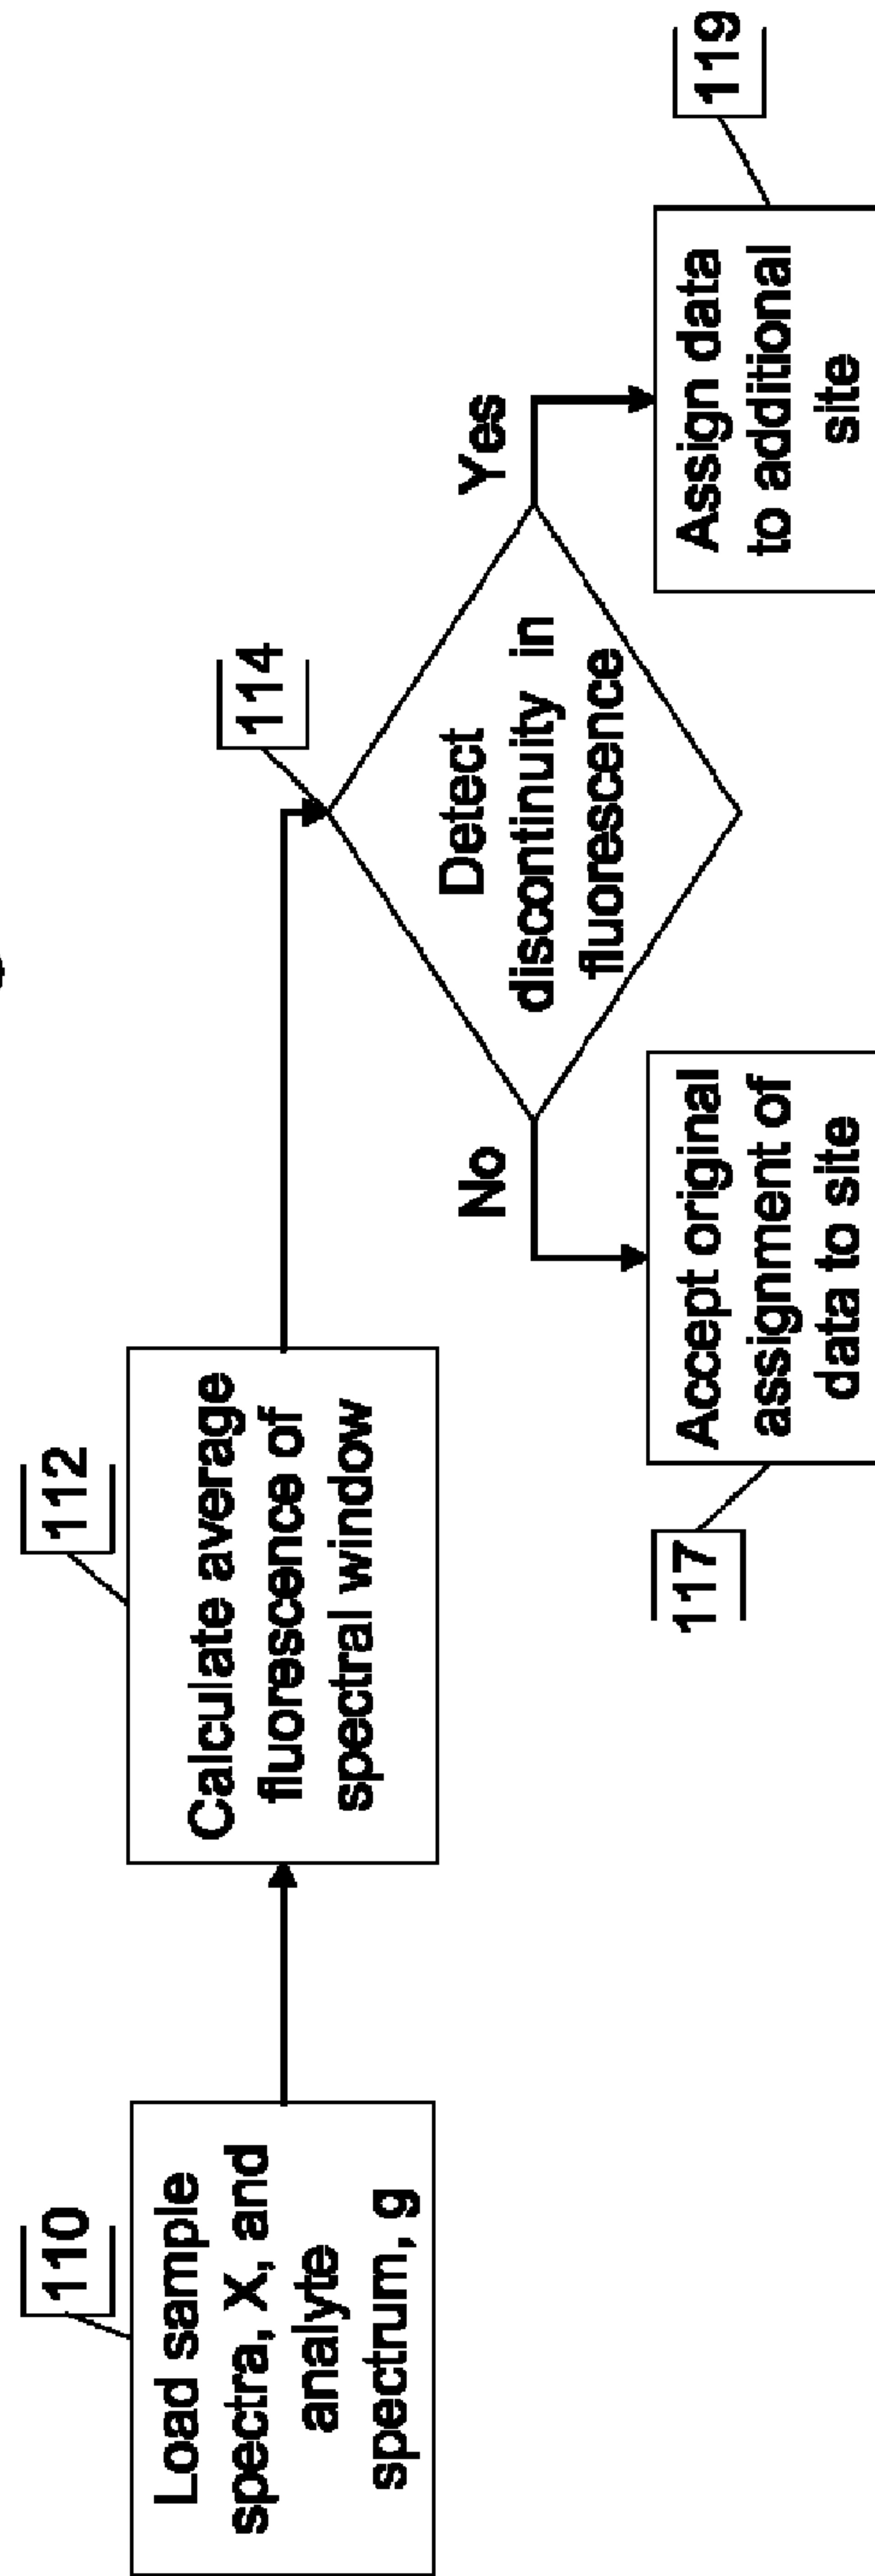 110
Load sample
spectra, X, and
analyte
spectrum, g
112
Calculate average
fluorescence of
spectral window
114
Detect
discontinuity in
fluorescence
No
Yes
117
Accept original
assignment of
data to site
119
Assign data
to additional
site